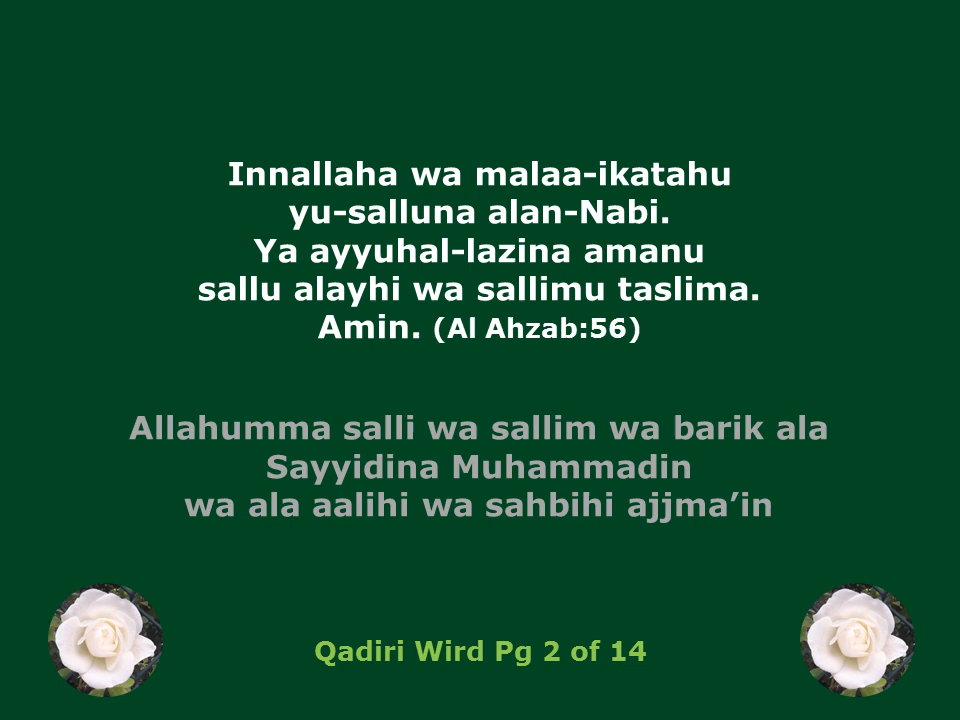 Innallaha wa malaa-ikatahu
yu-salluna alan-Nabi.
Ya ayyuhal-lazina amanu
sallu alayhi wa sallimu taslima.
Amin. (Al Ahzab:56)
Allahumma salli wa sallim wa barik ala
Sayyidina Muhammadin
wa ala aalihi wa sahbihi ajjma’in
Qadiri Wird Pg 2 of 14